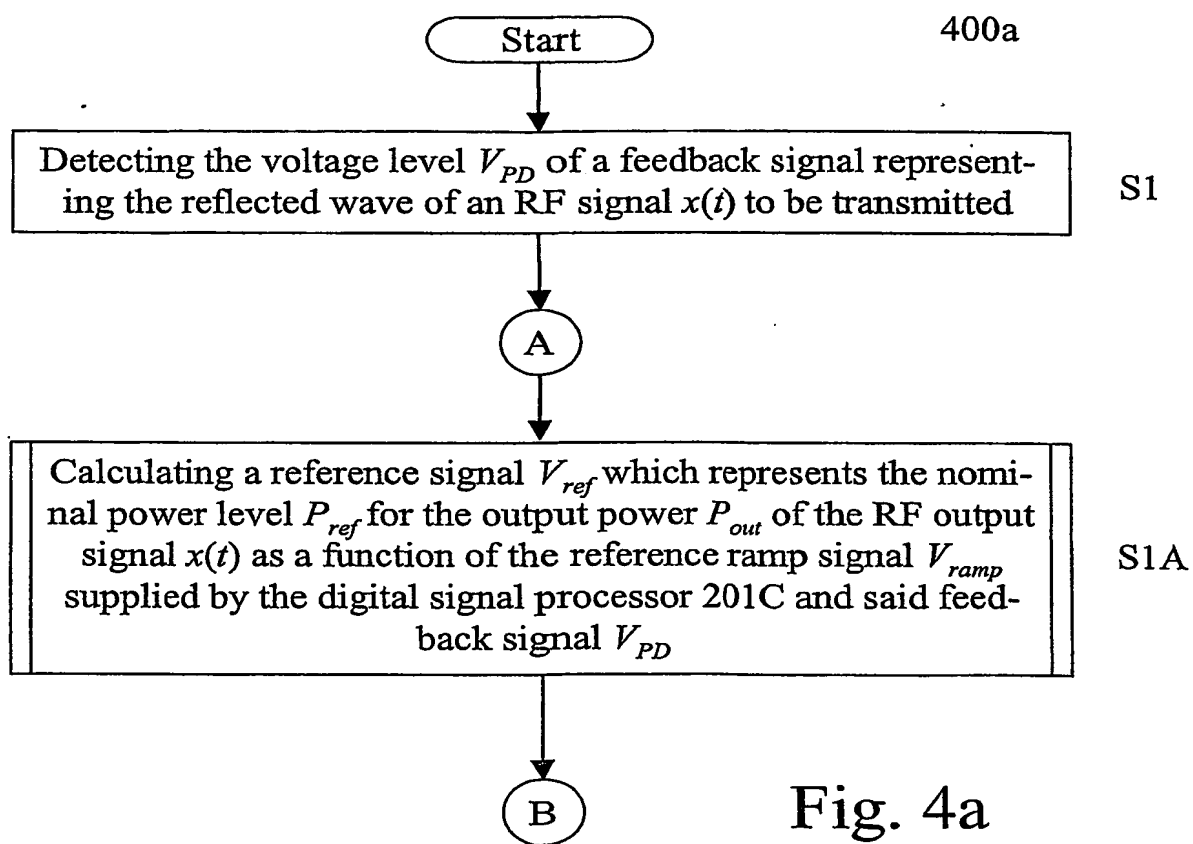 Start
400a
Detecting the voltage level V_PD of a feedback signal represent-
ing the reflected wave of an RF signal x(t) to be transmitted
S1
A
Calculating a reference signal V_ref which represents the nomi-
nal power level P_ref for the output power P_out of the RF output
signal x(t) as a function of the reference ramp signal V_ramp
supplied by the digital signal processor 201C and said feed-
back signal V_PD
S1A
B
Fig. 4a